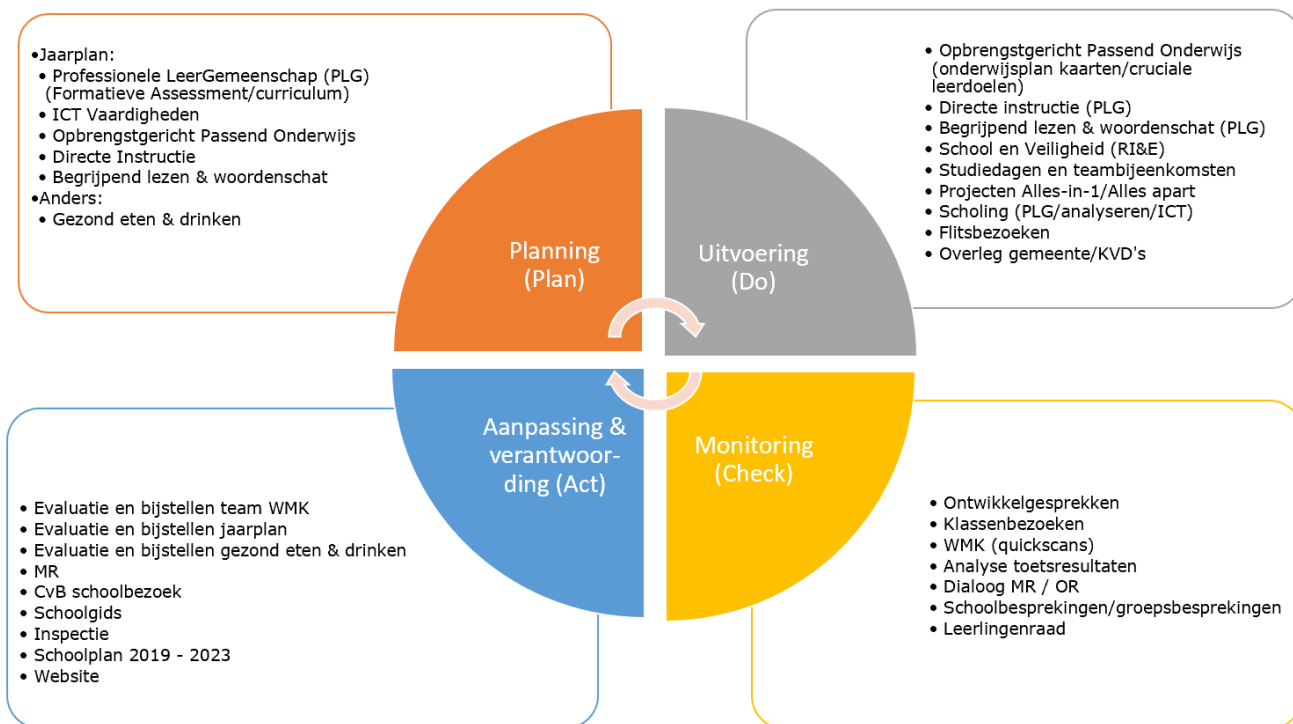 •Jaarplan:
• Professionele LeerGemeenschap (PLG)
(Formatieve Assessment/curriculum)
• ICT Vaardigheden
• Opbrengstgericht Passend Onderwijs
• Directe Instructie
• Begrijpend lezen & woordenschat
•Anders:
• Gezond eten & drinken
• Opbrengstgericht Passend Onderwijs
(onderwijsplan kaarten/cruciale
leerdoelen)
• Directe instructie (PLG)
• Begrijpend lezen & woordenschat (PLG)
• School en Veiligheid (RI&E)
• Studiedagen en teambijeenkomsten
• Projecten Alles-in-1/Alles apart
• Scholing (PLG/analyseren/ICT)
• Flitsbezoeken
• Overleg gemeente/KVD's
Planning
(Plan)
Uitvoering
(Do)
Aanpassing &
verantwoor-
ding (Act)
Monitoring
(Check)
• Evaluatie en bijstellen team WMK
• Evaluatie en bijstellen jaarplan
• Evaluatie en bijstellen gezond eten & drinken
• MR
• CvB schoolbezoek
• Schoolgids
• Inspectie
• Schoolplan 2019 - 2023
• Website
• Ontwikkelgesprekken
• Klassenbezoeken
• WMK (quickscans)
• Analyse toetsresultaten
• Dialoog MR / OR
• Schoolbesprekingen/groepsbesprekingen
• Leerlingenraad